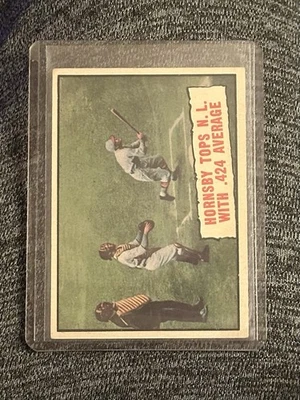 HORNSBY TOPS N. L.
WITH .424 AVERAGE